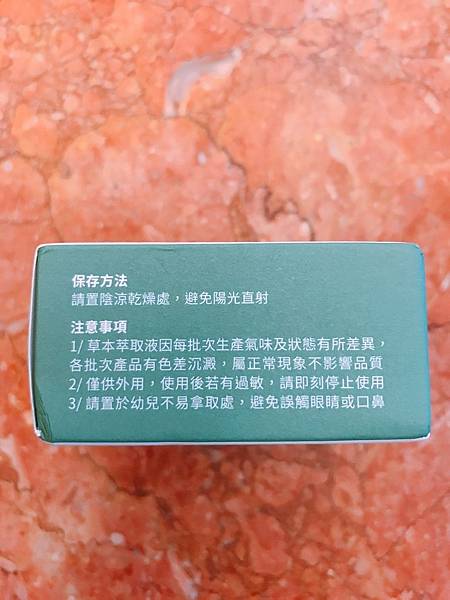 保存方法
請置陰涼乾燥處，避免陽光直射
注意事項
1/ 草本萃取液因每批次生產氣味及狀態有所差異，
各批次產品有色差沉澱，屬正常現象不影響品質
2/ 僅供外用，使用後若有過敏，請即刻停止使用
3/ 請置於幼兒不易拿取處，避免誤觸眼睛或口鼻